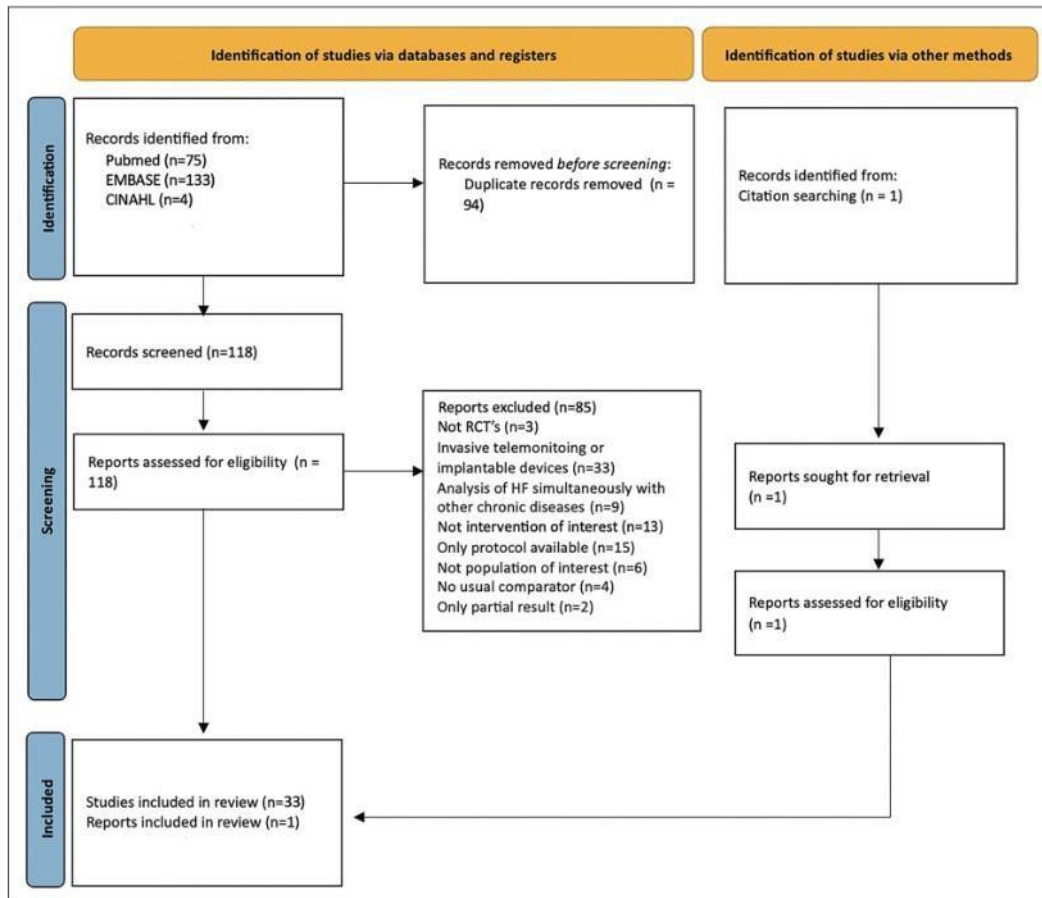 Identification of studies via databases and registers
Identification of studies via other methods
Identification
Records identified from:
Pubmed (n=75)
EMBASE (n=133)
CINAHL (n=4)
Records removed before screening:
Duplicate records removed (n =
94)
Records identified from:
Citation searching (n = 1)
Screening
Records screened (n=118)
Reports assessed for eligibility (n =
118)
Reports excluded (n=85)
Not RCT's (n=3)
Invasive telemonitoing or
implantable devices (n=33)
Analysis of HF simultaneously with
other chronic diseases (n=9)
Not intervention of interest (n=13)
Only protocol available (n=15)
Not population of interest (n=6)
No usual comparator (n=4)
Only partial result (n=2)
Reports sought for retrieval
(n =1)
Reports assessed for eligibility
(n =1)
Included
Studies included in review (n=33)
Reports included in review (n=1)